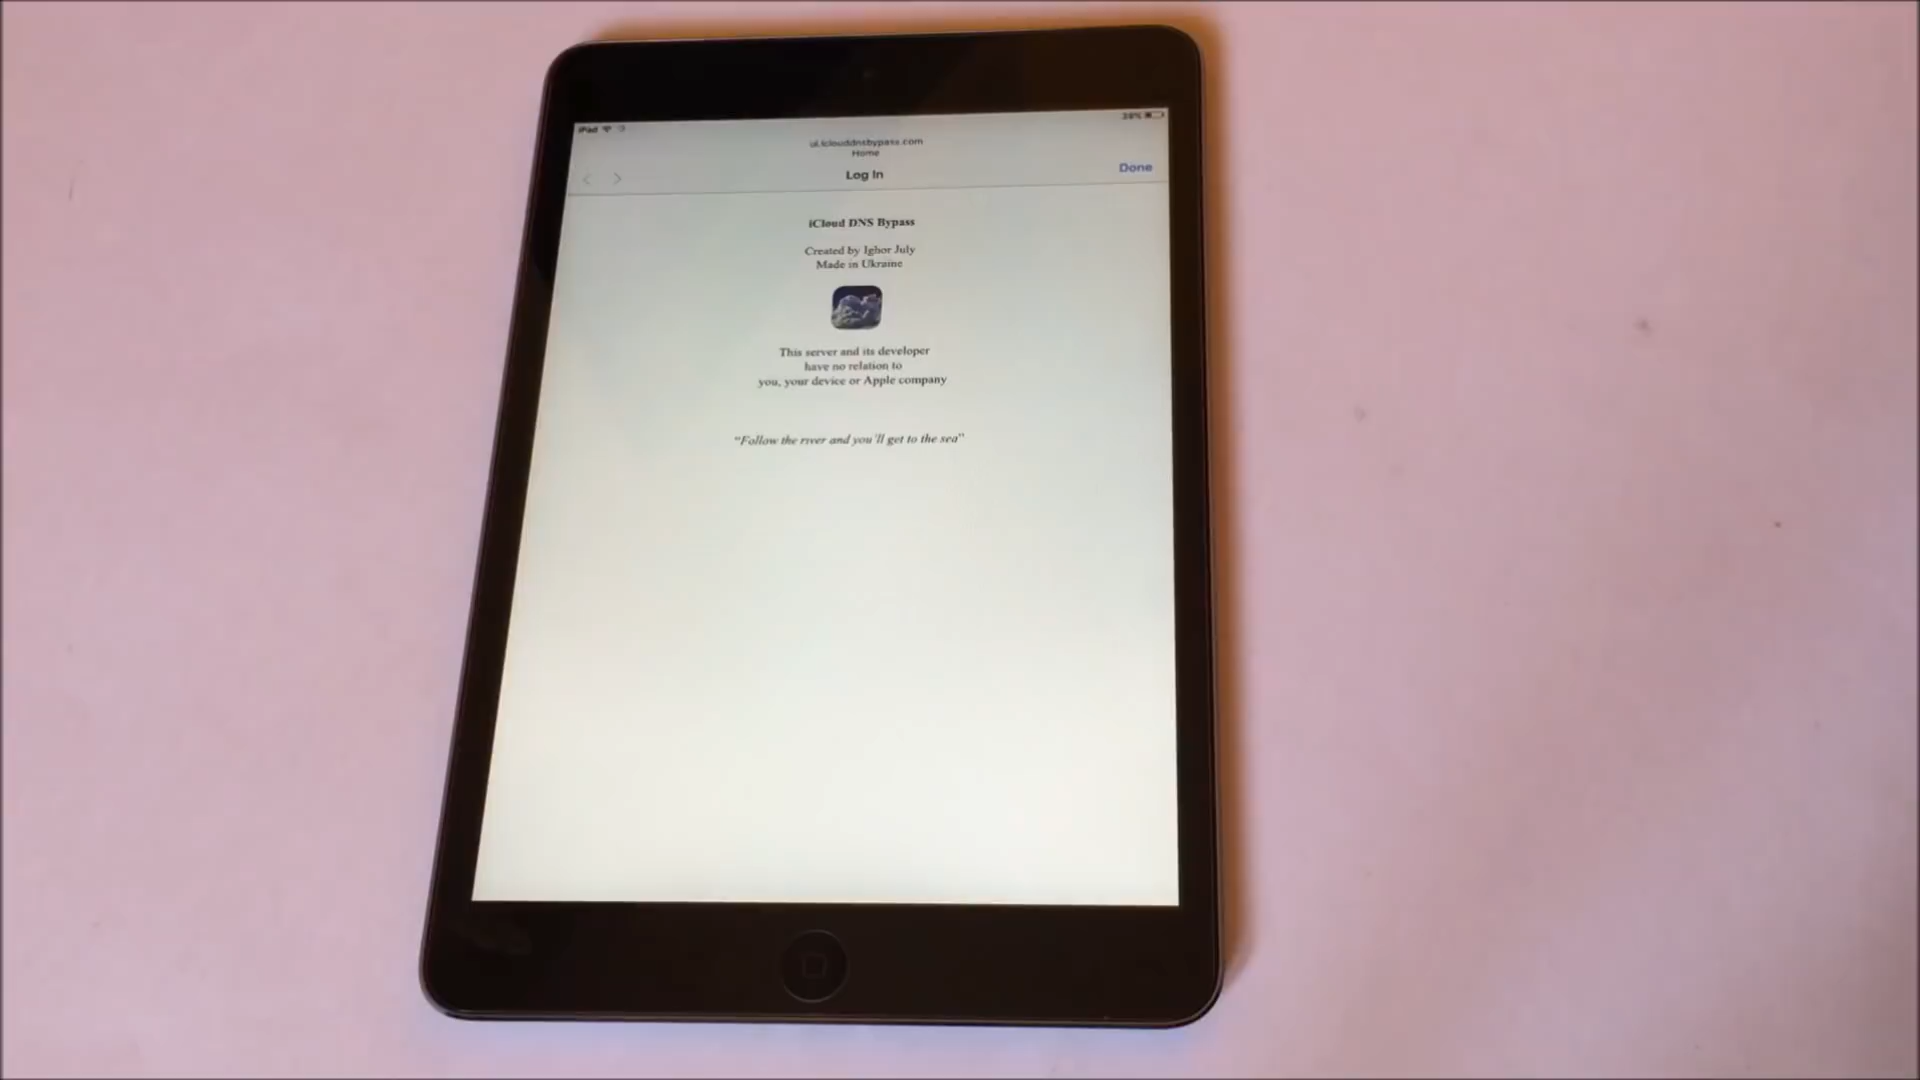 iPad
38%
ui.iclouddnsbypass.com
Home
Log In
Done
iCloud DNS Bypass
Created by Ighor July
Made in Ukraine
This server and its developer
have no relation to
you, your device or Apple company
“Follow the river and you’ll get to the sea”